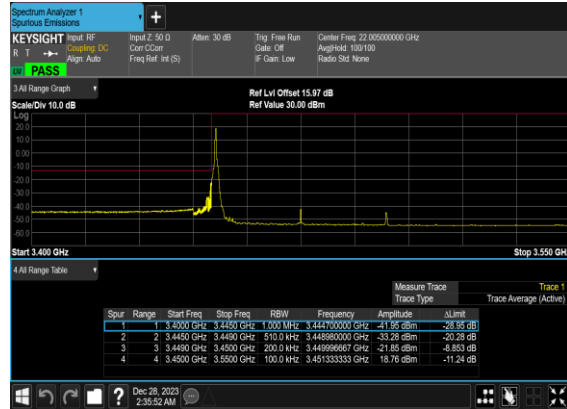 Spectrum Analyzer 1
Spurious Emissions
+
KEYSIGHT Input: RF Input Z: 50 Ω Atten: 30 dB Trig: Free Run Center Freq: 22.005000000 GHz
R T Coupling: DC Corr CCorr Gate: Off Avg|Hold: 100/100
Align: Auto Freq Ref: Int (S) IF Gain: Low Radio Std: None
PASS
3 All Range Graph
Ref Lvl Offset 15.97 dB
Scale/Div 10.0 dB Ref Value 30.00 dBm
Log
20.0
10.0
0.00
-10.0
-20.0
-30.0
-40.0
-50.0
-60.0
Start 3.400 GHz Stop 3.550 GH
4 All Range Table
Measure Trace Trace 1
Trace Type Trace Average (Active)
Spur Range Start Freq Stop Freq RBW Frequency Amplitude ΔLimit
1 1 3.4000 GHz 3.4450 GHz 1.000 MHz 3.444700000 GHz -41.95 dBm -28.95 dB
2 2 3.4450 GHz 3.4490 GHz 510.0 kHz 3.448980000 GHz -33.28 dBm -20.28 dB
3 3 3.4490 GHz 3.4500 GHz 200.0 kHz 3.449996667 GHz -21.85 dBm -8.853 dB
4 4 3.4500 GHz 3.5500 GHz 100.0 kHz 3.451333333 GHz 18.76 dBm -11.24 dB
? Dec 28, 2023
2:35:52 AM